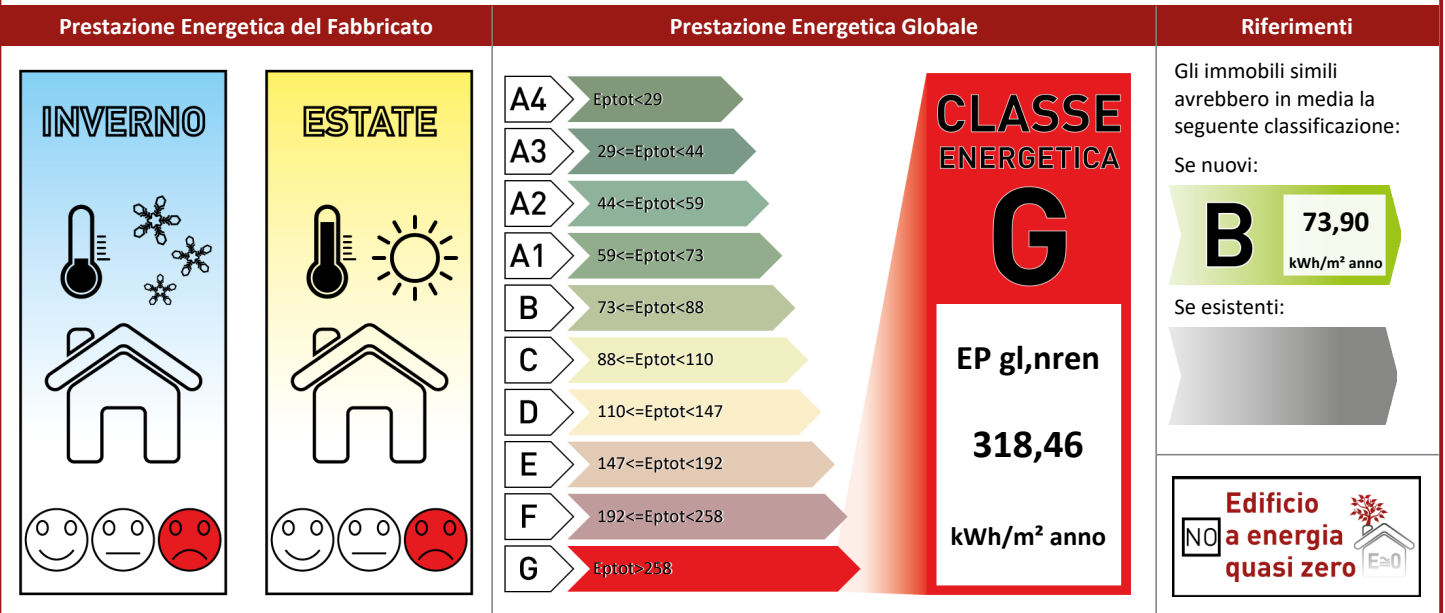 Prestazione Energetica del Fabbricato
Prestazione Energetica Globale
Riferimenti
INVERNO
ESTATE
A4
Eptot<29
A3
29<=Eptot<44
A2
44<=Eptot<59
A1
59<=Eptot<73
B
73<=Eptot<88
C
88<=Eptot<110
D
110<=Eptot<147
E
147<=Eptot<192
F
192<=Eptot<258
G
Eptot>258
CLASSE
ENERGETICA
G
EP gl,nren
318,46
kWh/m² anno
Gli immobili simili
avrebbero in media la
seguente classificazione:
Se nuovi:
B
73,90
kWh/m² anno
Se esistenti:
Edificio
NO a energia
quasi zero
E≅0